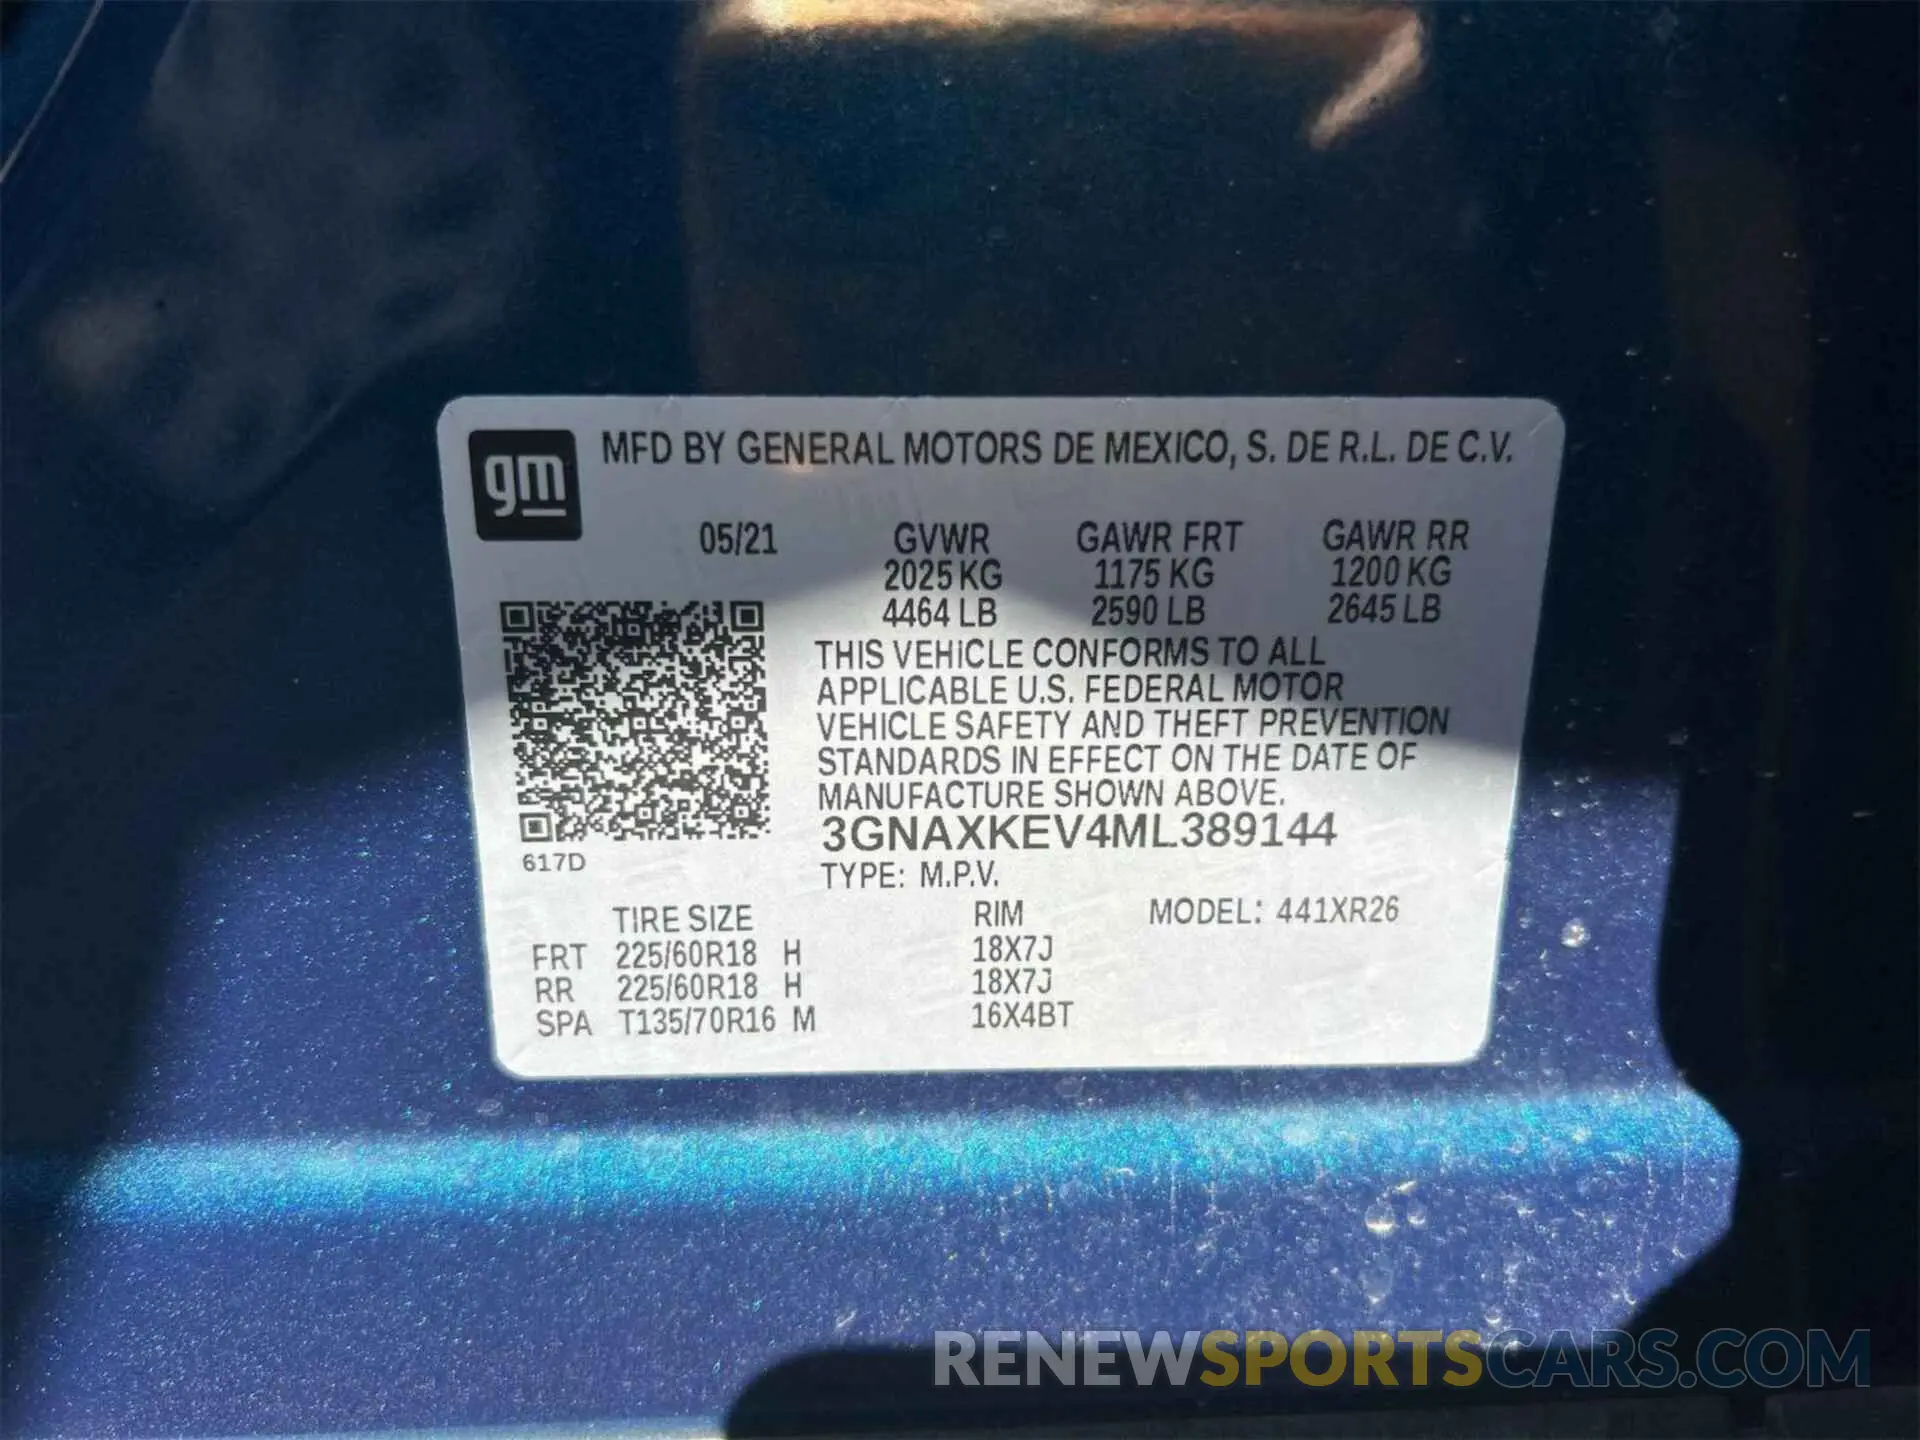 gm
MFD BY GENERAL MOTORS DE MEXICO, S. DE R.L. DE C.V.
05/21 GVWR GAWR FRT GAWR RR
2025 KG 1175 KG 1200 KG
4464 LB 2590 LB 2645 LB
THIS VEHICLE CONFORMS TO ALL
APPLICABLE U.S. FEDERAL MOTOR
VEHICLE SAFETY AND THEFT PREVENTION
STANDARDS IN EFFECT ON THE DATE OF
MANUFACTURE SHOWN ABOVE.
3GNAXKEV4ML389144
617D
TYPE: M.P.V.
TIRE SIZE RIM MODEL: 441XR26
FRT 225/60R18 H 18X7J
RR 225/60R18 H 18X7J
SPA T135/70R16 M 16X4BT
RENEWSPORTSCARS.COM